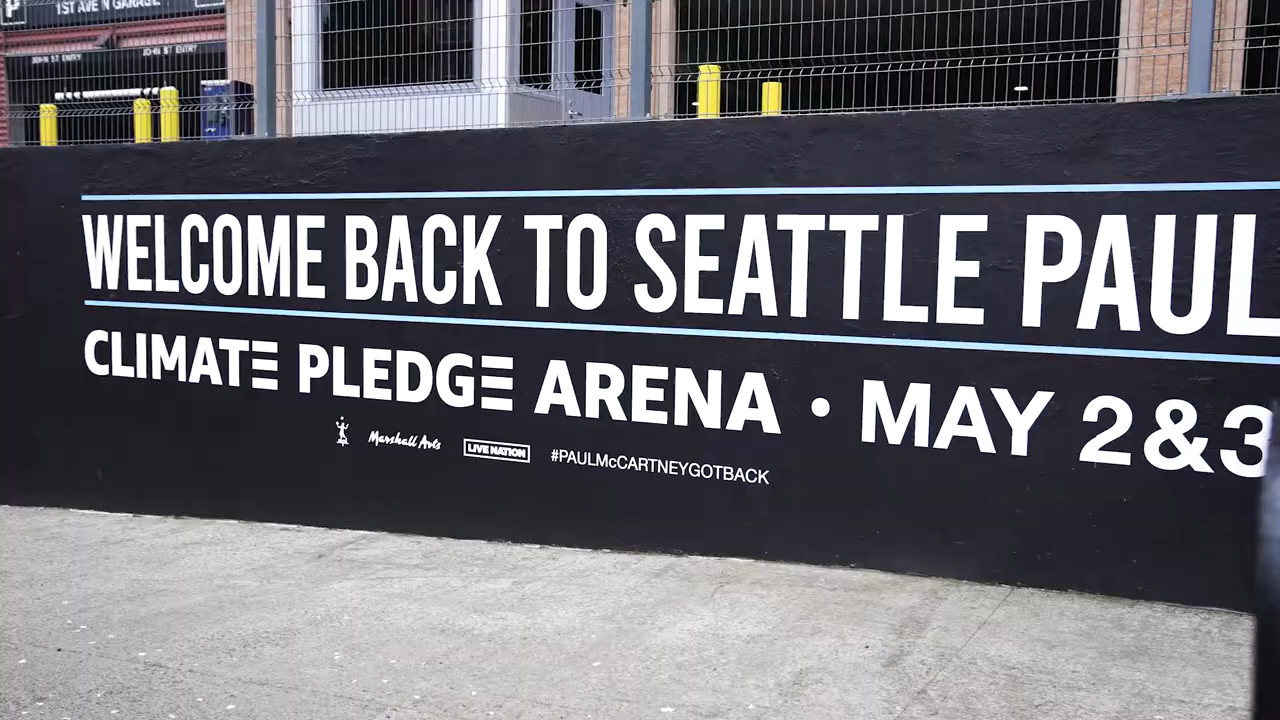 P
1ST AVE N GARAGE
JOHN ST ENTRY
JOHN ST ENTRY
WELCOME BACK TO SEATTLE PAUL
CLIMATE PLEDGE ARENA • MAY 2&3
Marshall Arts
LIVE NATION
#PAULMcCARTNEYGOTBACK